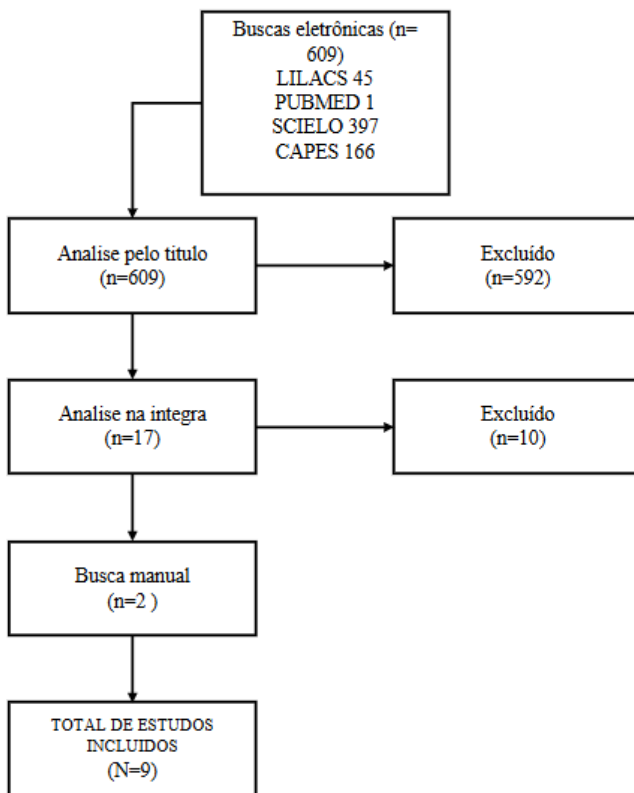 Buscas eletrônicas (n=
609)
LILACS 45
PUBMED 1
SCIELO 397
CAPES 166
Analise pelo titulo
(n=609)
Excluído
(n=592)
Analise na integra
(n=17)
Excluído
(n=10)
Busca manual
(n=2 )
TOTAL DE ESTUDOS
INCLUIDOS
(N=9)